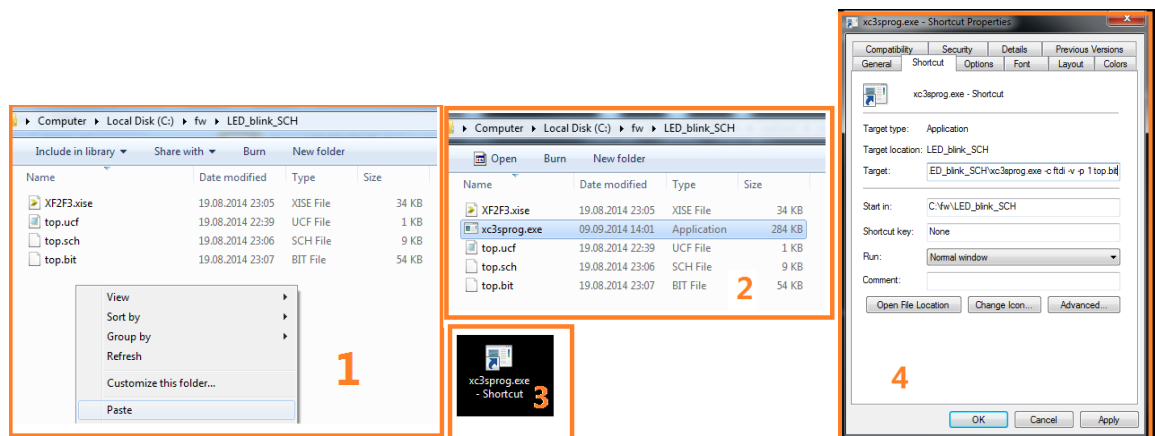 Computer ▸ Local Disk (C:) ▸ fw ▸ LED_blink_SCH
Include in library ▾ Share with ▾ Burn New folder
Name Date modified Type Size
XF2F3.xise 19.08.2014 23:05 XISE File 34 KB
top.ucf 19.08.2014 22:39 UCF File 1 KB
top.sch 19.08.2014 23:06 SCH File 9 KB
top.bit 19.08.2014 23:07 BIT File 54 KB
View
Sort by
Group by
Refresh
Customize this folder...
Paste
1
Computer ▸ Local Disk (C:) ▸ fw ▸ LED_blink_SCH
Open Burn New folder
Name Date modified Type Size
XF2F3.xise 19.08.2014 23:05 XISE File 34 KB
xc3sprog.exe 09.09.2014 14:01 Application 284 KB
top.ucf 19.08.2014 22:39 UCF File 1 KB
top.sch 19.08.2014 23:06 SCH File 9 KB
top.bit 19.08.2014 23:07 BIT File 54 KB
2
xc3sprog.exe
- Shortcut
3
xc3sprog.exe - Shortcut Properties
Compatibility Security Details Previous Versions
General Shortcut Options Font Layout Colors
xc3sprog.exe - Shortcut
Target type: Application
Target location: LED_blink_SCH
Target: .ED_blink_SCH\xc3sprog.exe -c ftdi -v -p 1 top.bit
Start in: C:\fw\LED_blink_SCH
Shortcut key: None
Run: Normal window
Comment:
Open File Location Change Icon... Advanced...
4
OK Cancel Apply